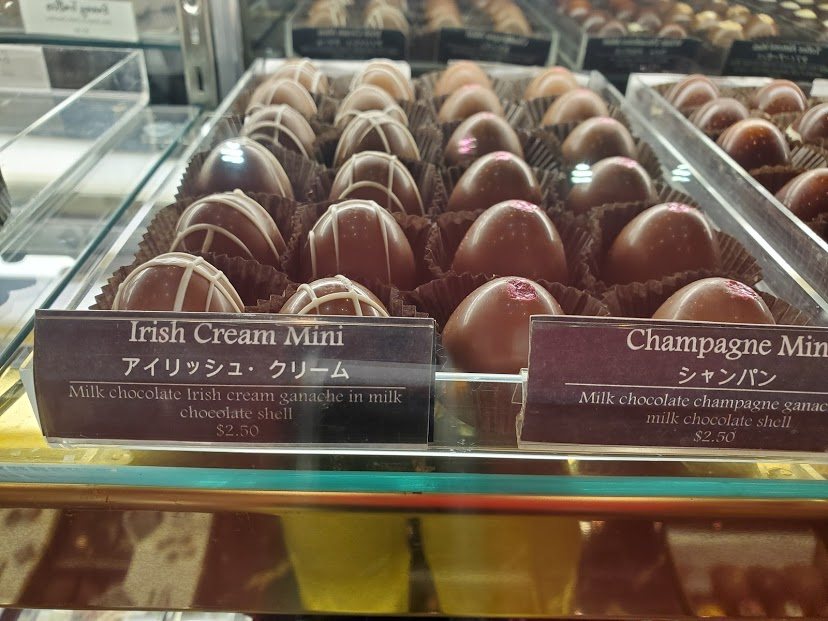 Irish Cream Mini
アイリッシュ・クリーム
Milk chocolate Irish cream ganache in milk
chocolate shell
$2.50
Champagne Min
シャンパン
Milk chocolate champagne ganac
milk chocolate shell
$2.50